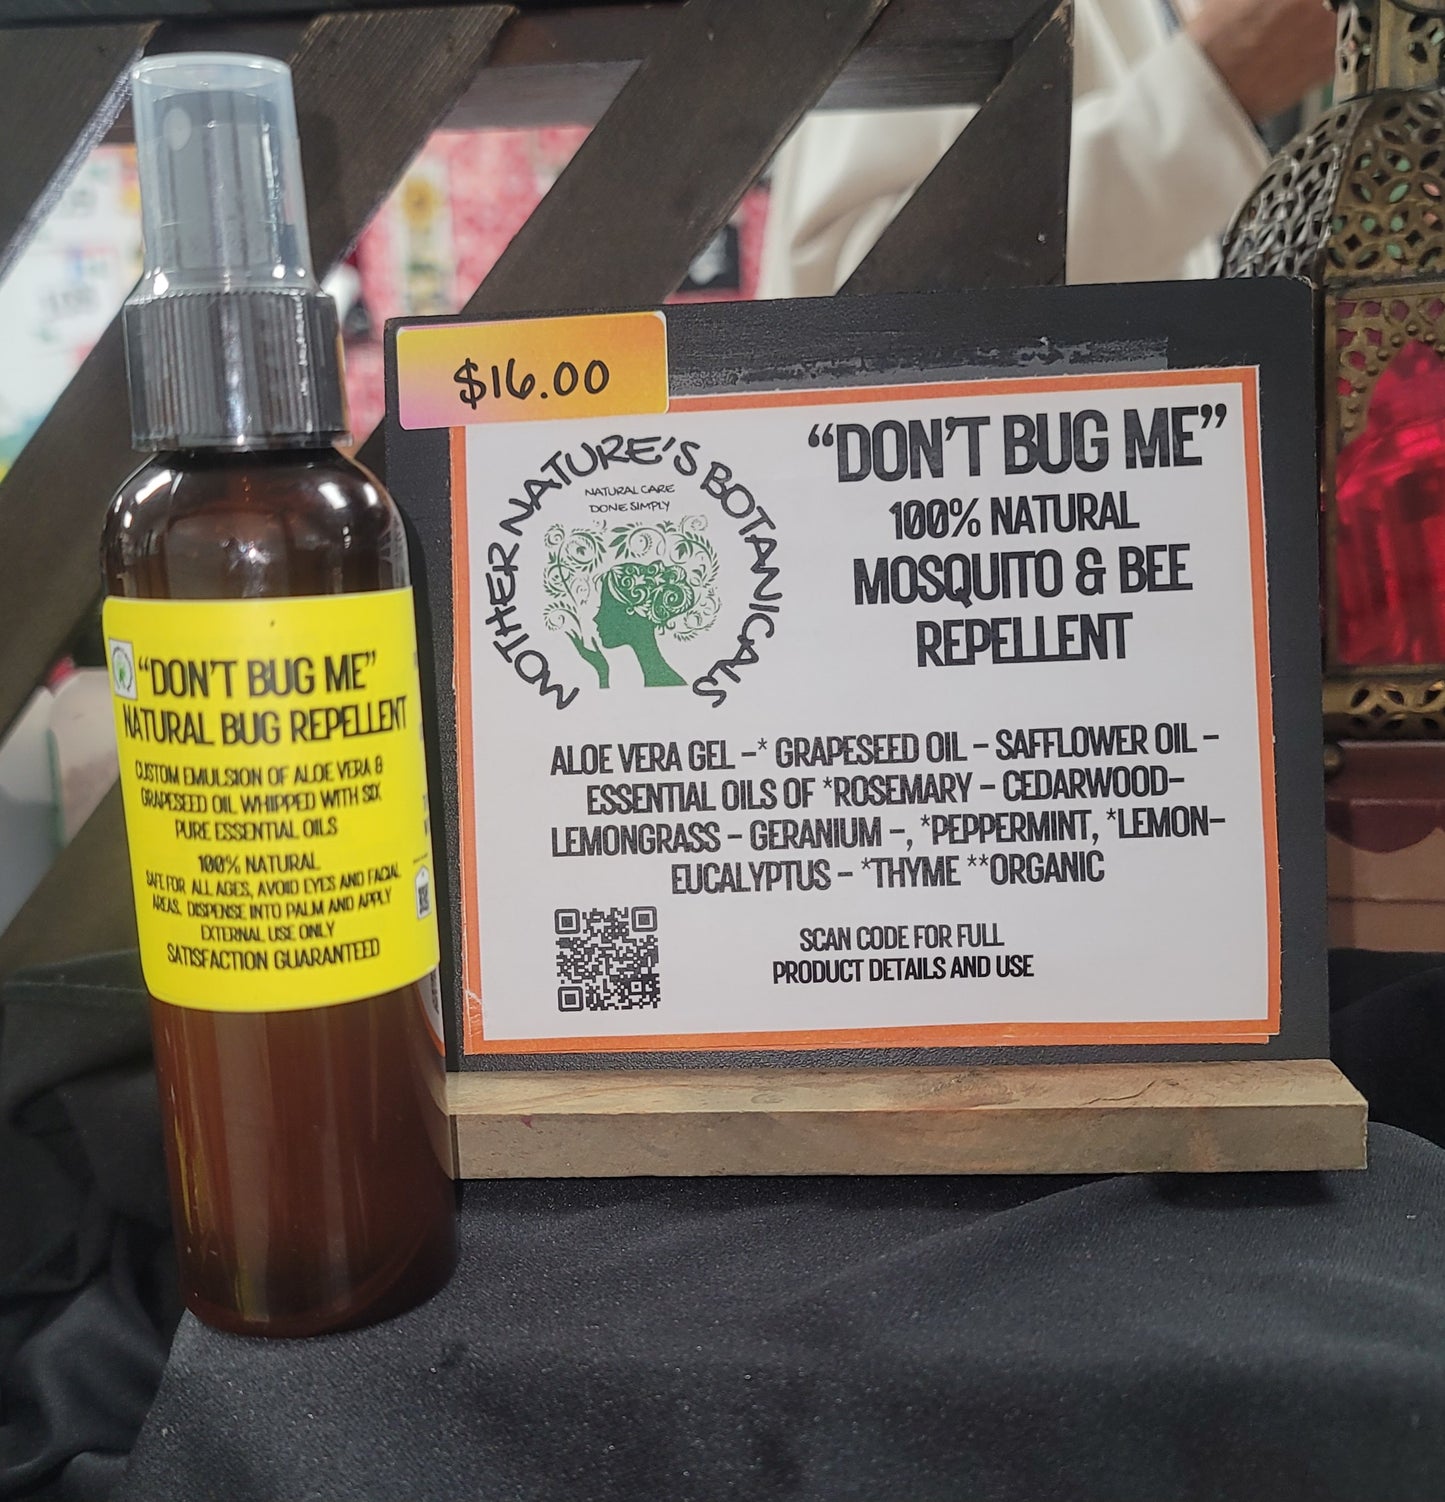 "DON'T BUG ME"
NATURAL BUG REPELLENT
CUSTOM EMULSION OF ALOE VERA &
GRAPESEED OIL WHIPPED WITH SIX
PURE ESSENTIAL OILS
100% NATURAL
SAFE FOR ALL AGES, AVOID EYES AND FACIAL
AREAS. DISPENSE INTO PALM AND APPLY
EXTERNAL USE ONLY
SATISFACTION GUARANTEED
$16.00
MOTHER NATURE'S BOTANICALS
NATURAL CARE
DONE SIMPLY
"DON'T BUG ME"
100% NATURAL
MOSQUITO & BEE
REPELLENT
ALOE VERA GEL -* GRAPESEED OIL - SAFFLOWER OIL -
ESSENTIAL OILS OF *ROSEMARY - CEDARWOOD-
LEMONGRASS - GERANIUM -, *PEPPERMINT, *LEMON-
EUCALYPTUS - *THYME **ORGANIC
SCAN CODE FOR FULL
PRODUCT DETAILS AND USE